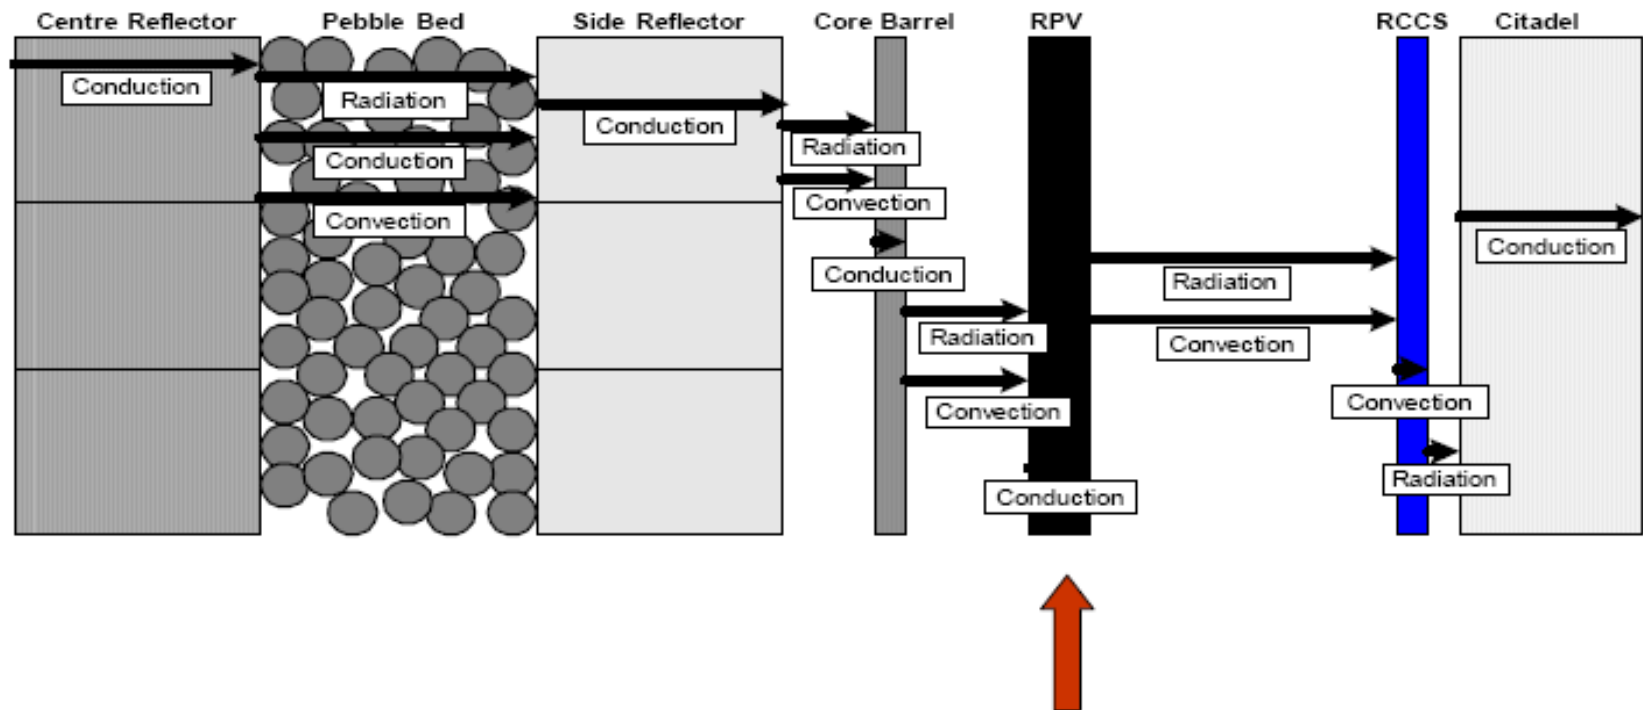 Centre Reflector
Pebble Bed
Side Reflector
Core Barrel
RPV
RCCS
Citadel
Conduction
Radiation
Conduction
Convection
Conduction
Radiation
Convection
Conduction
Radiation
Convection
Conduction
Radiation
Convection
Convection
Radiation
Conduction